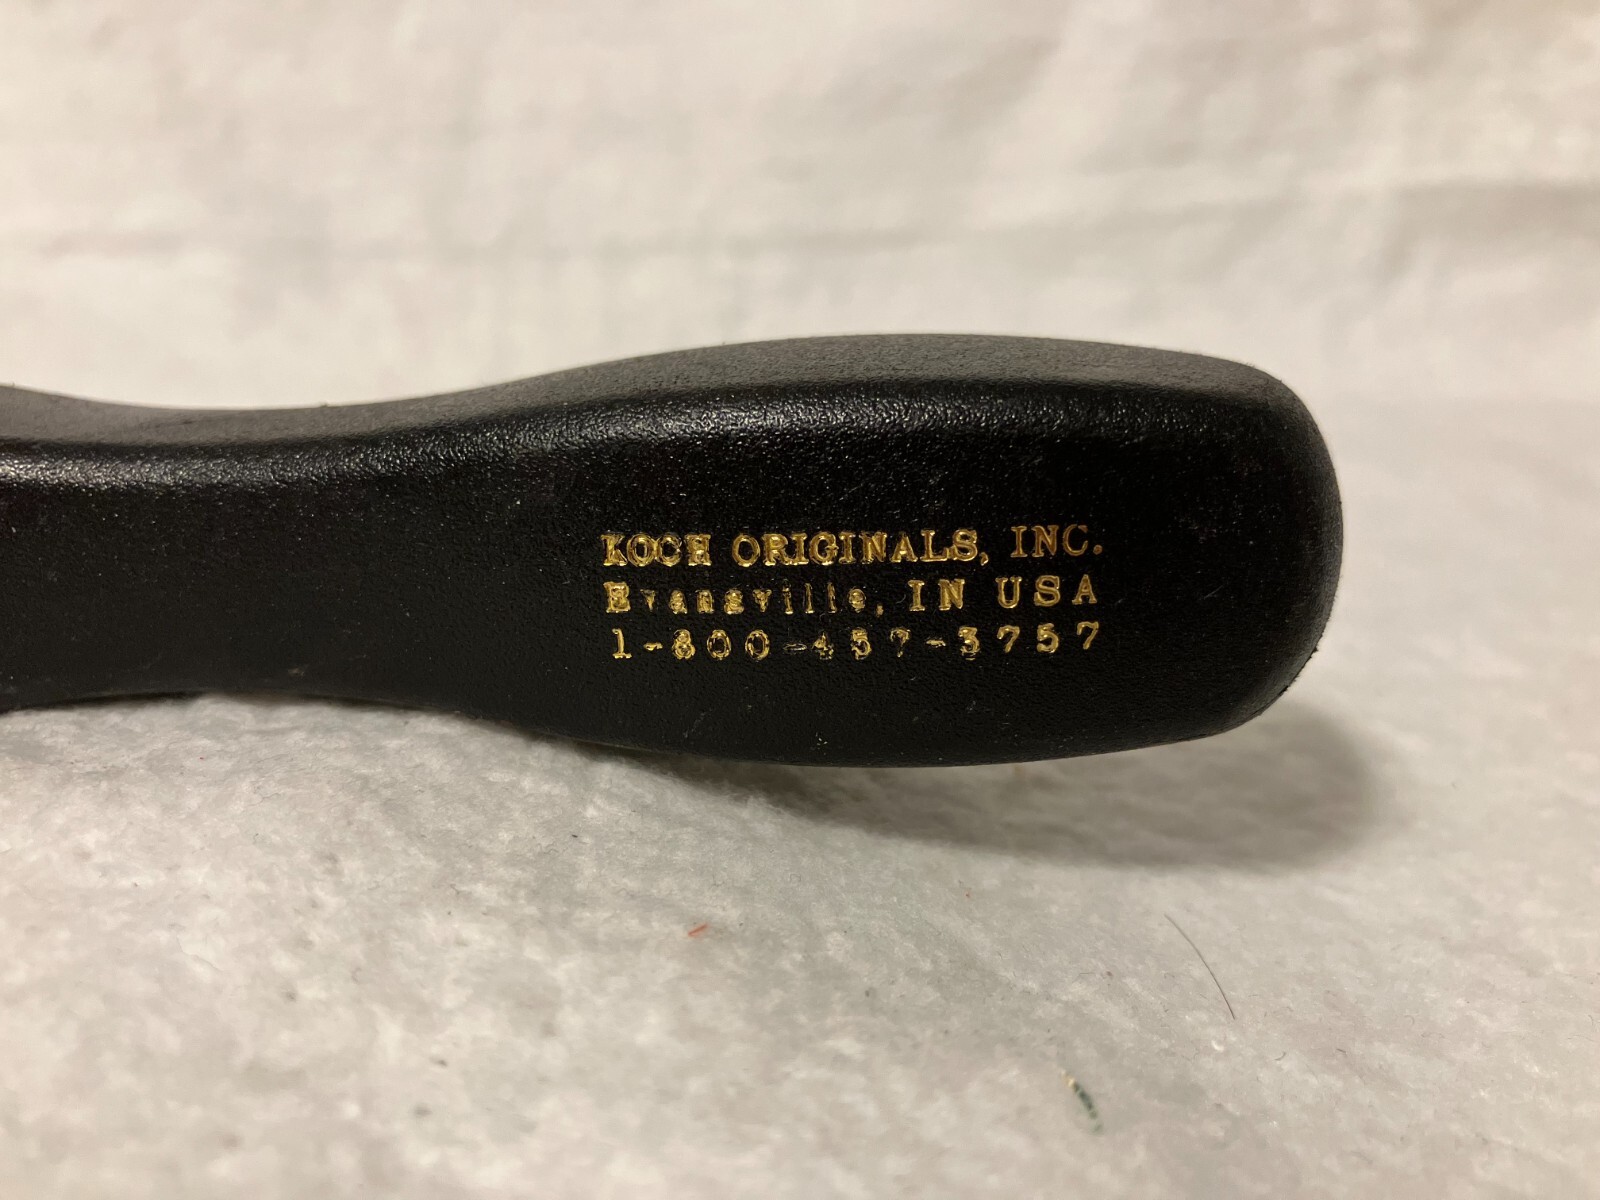 KOCH ORIGINALS, INC.
Evansville, IN USA
1-800-457-3757